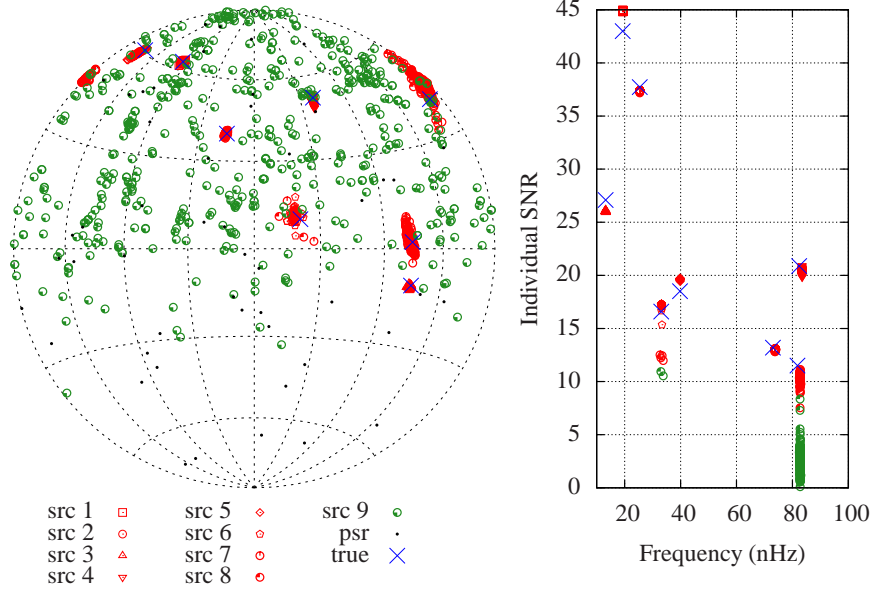 45
40
35
30
25
20
15
10
5
0
Individual SNR
20 40 60 80 100
Frequency (nHz)
src 1 src 5 src 9
src 2 src 6 psr
src 3 src 7 true
src 4 src 8